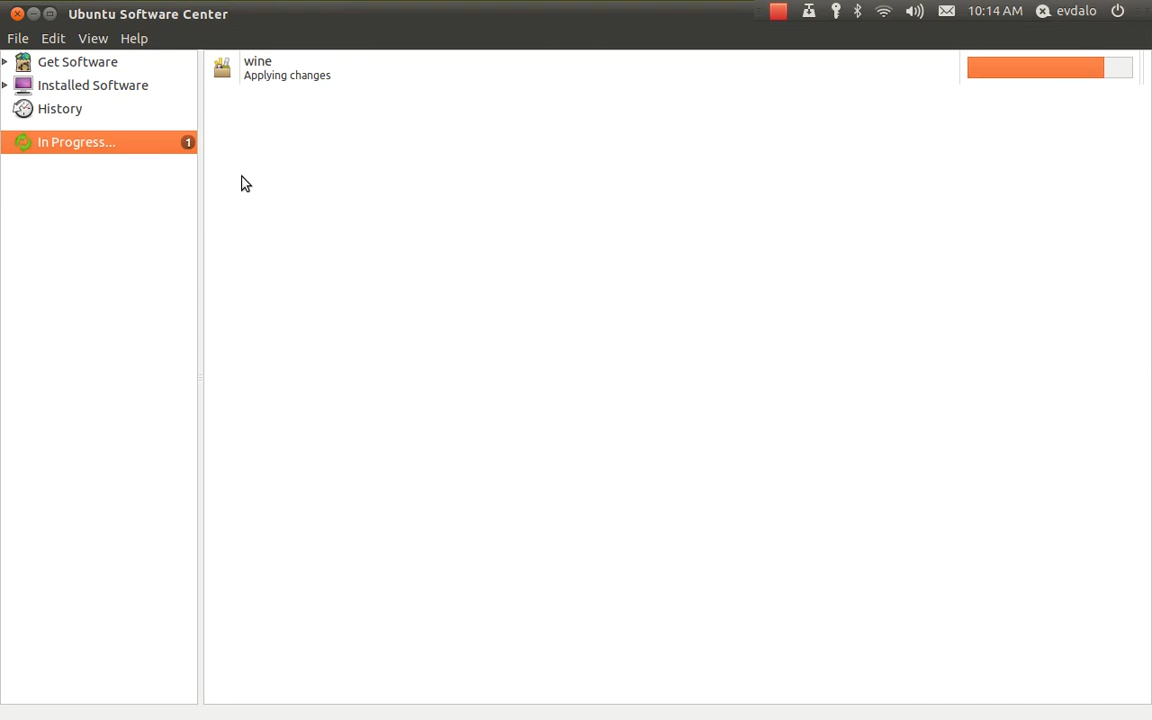 Ubuntu Software Center
10:14 AM
evdalo
File Edit View Help
Get Software
Installed Software
History
In Progress...
1
wine
Applying changes